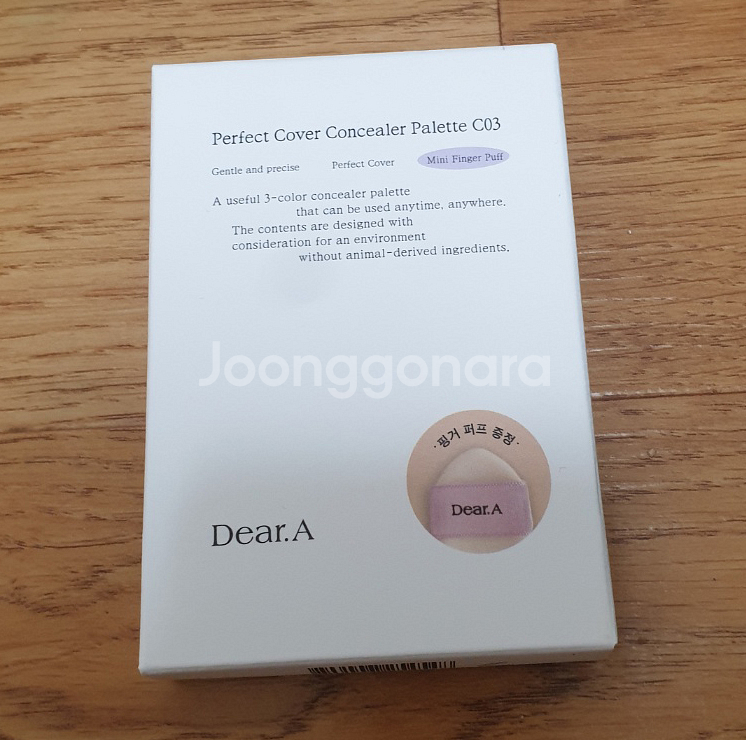 Perfect Cover Concealer Palette C03
Gentle and precise Perfect Cover Mini Finger Puff
A useful 3-color concealer palette
that can be used anytime, anywhere.
The contents are designed with
consideration for an environment
without animal-derived ingredients.
Joonggonara
·핑거 퍼프 증정·
Dear.A
Dear.A